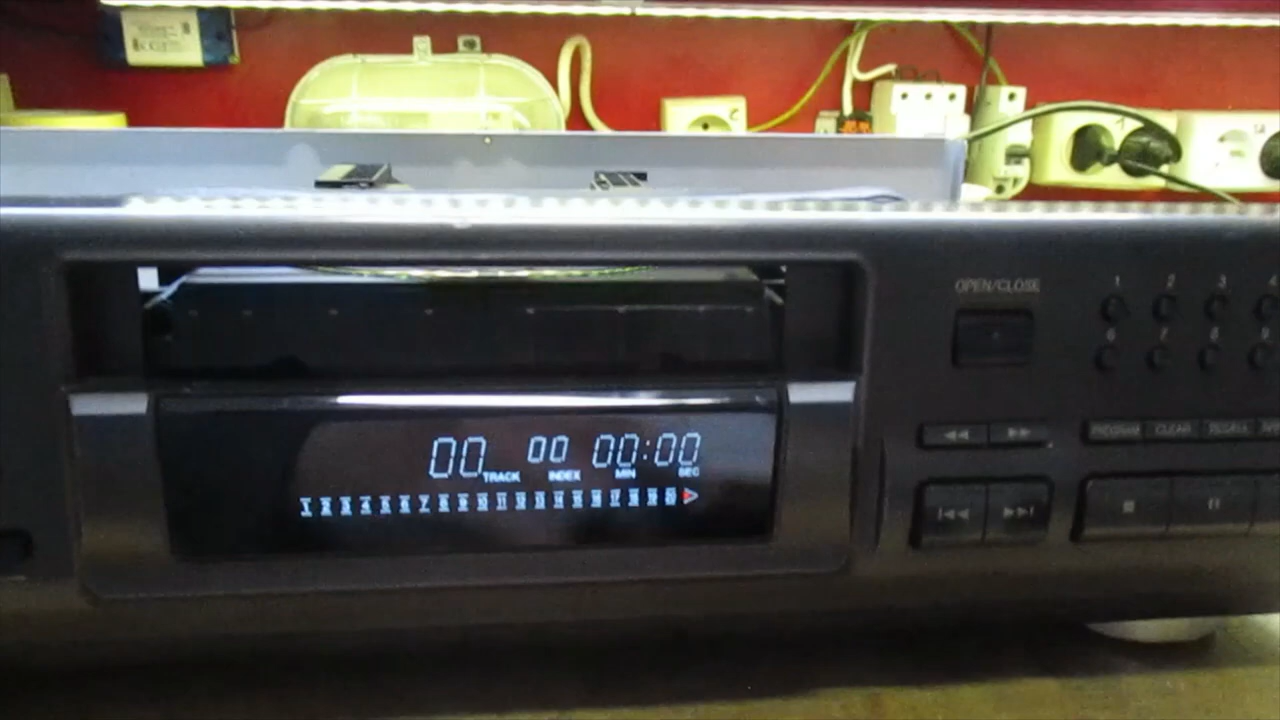 OPEN/CLOSE
1 2 3 4
6 7 8 9
00 00 00:00
TRACK INDEX MIN SEC
1 2 3 4 5 6 7 8 9 10 11 12 13 14 15 16 17 18 19 20
PROGRAM CLEAR RECALL